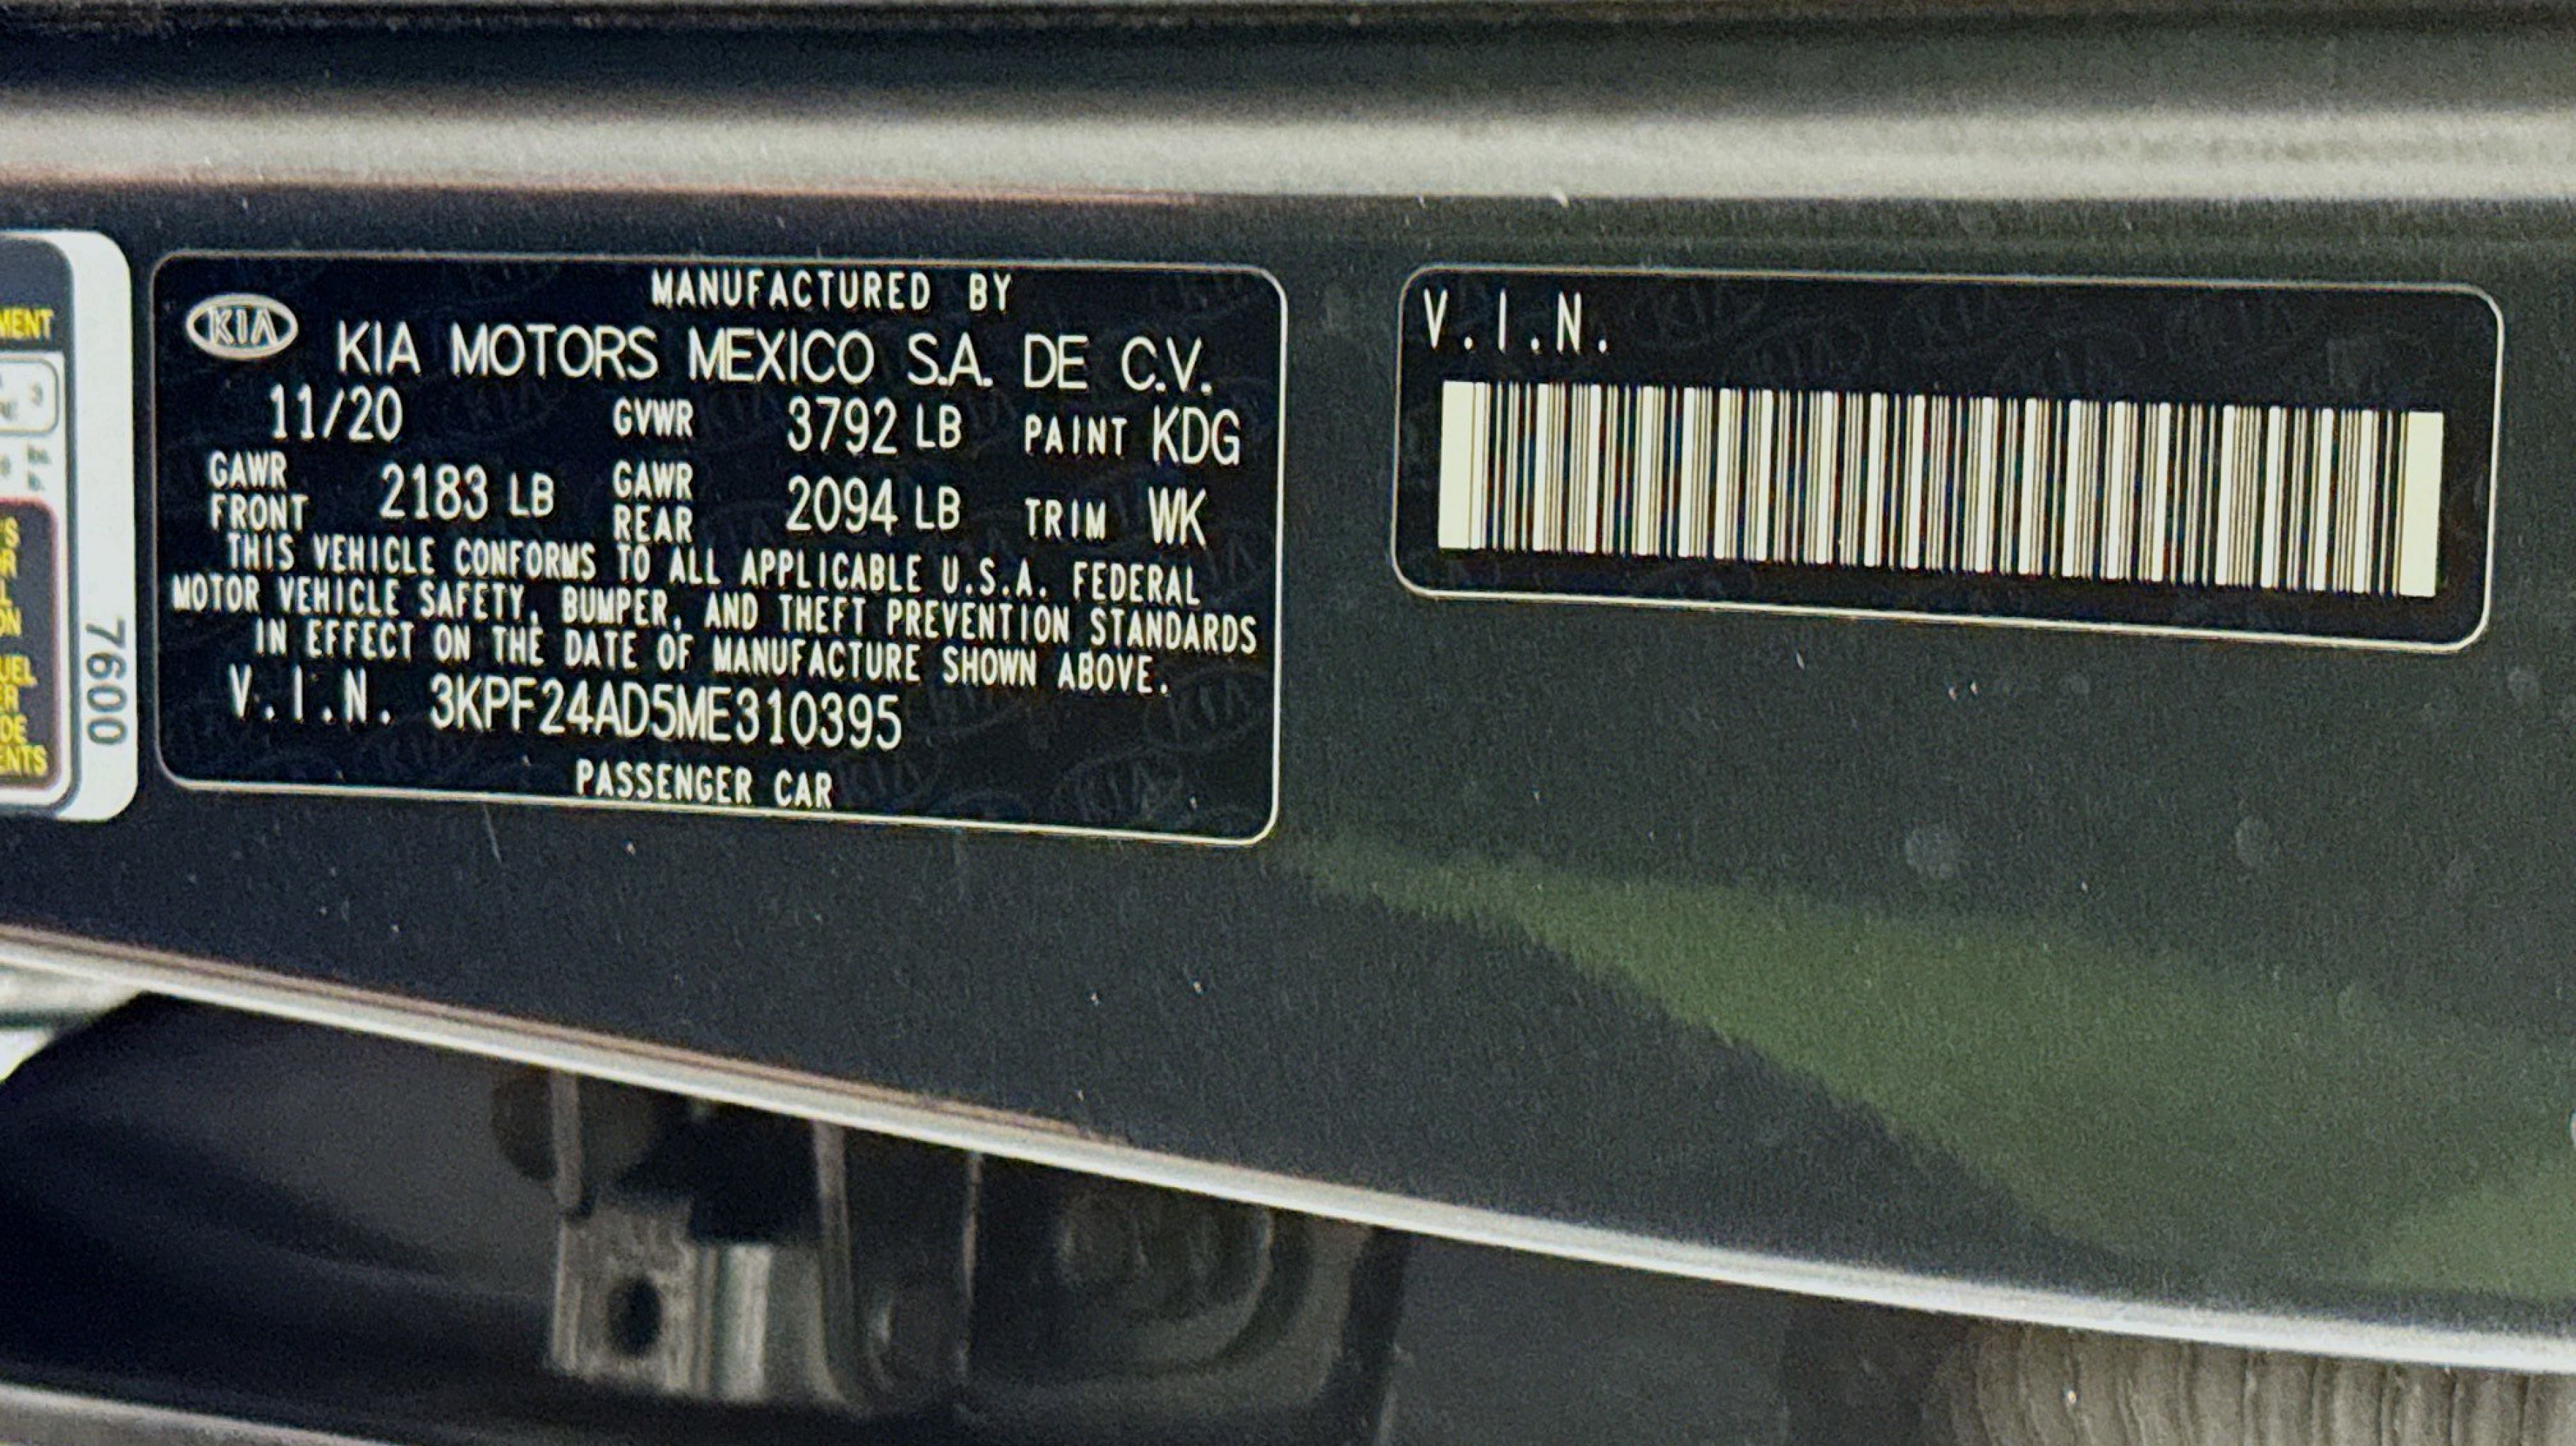 MENT
7600
KIA
MANUFACTURED BY
KIA MOTORS MEXICO S.A. DE C.V.
11/20 GVWR 3792 LB PAINT KDG
GAWR FRONT 2183 LB GAWR REAR 2094 LB TRIM WK
THIS VEHICLE CONFORMS TO ALL APPLICABLE U.S.A. FEDERAL
MOTOR VEHICLE SAFETY, BUMPER, AND THEFT PREVENTION STANDARDS
IN EFFECT ON THE DATE OF MANUFACTURE SHOWN ABOVE.
V.I.N. 3KPF24AD5ME310395
PASSENGER CAR
V.I.N.